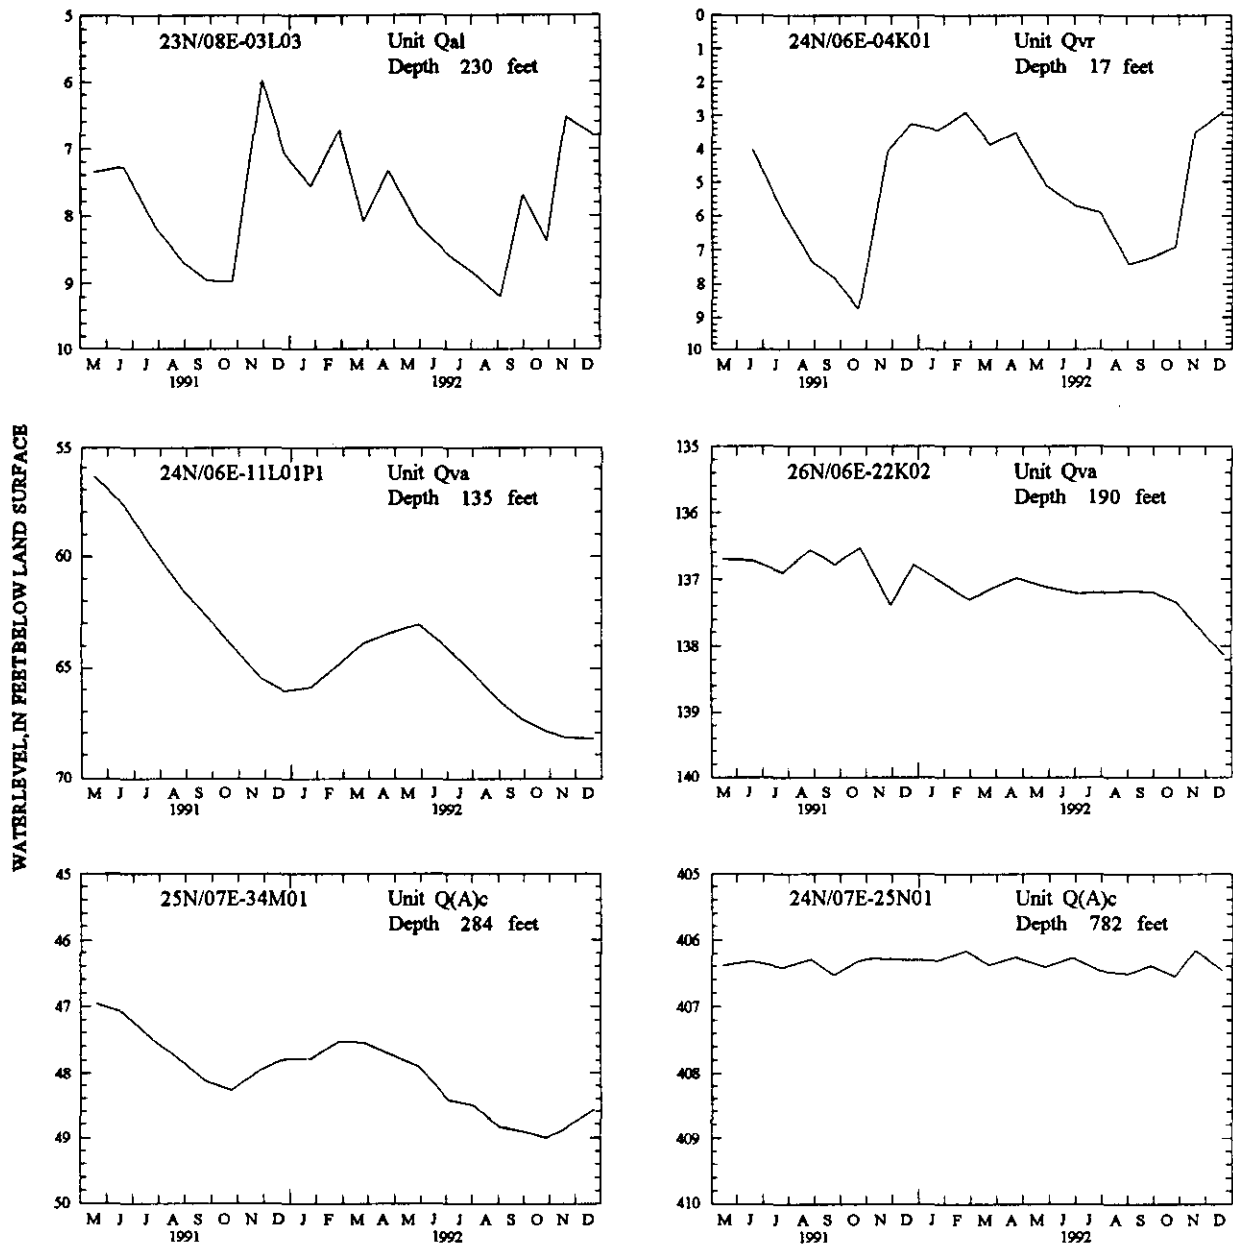 WATERLEVEL, IN FEET BELOW LAND SURFACE
23N/08E-03L03 Unit Qal
Depth 230 feet
5
6
7
8
9
10
M J J A S O N D J F M A M J J A S O N D
1991 1992
24N/06E-04K01 Unit Qvr
Depth 17 feet
0
1
2
3
4
5
6
7
8
9
10
M J J A S O N D J F M A M J J A S O N D
1991 1992
24N/06E-11L01P1 Unit Qva
Depth 135 feet
55
60
65
70
M J J A S O N D J F M A M J J A S O N D
1991 1992
26N/06E-22K02 Unit Qva
Depth 190 feet
135
136
137
138
139
140
M J J A S O N D J F M A M J J A S O N D
1991 1992
25N/07E-34M01 Unit Q(A)c
Depth 284 feet
45
46
47
48
49
50
M J J A S O N D J F M A M J J A S O N D
1991 1992
24N/07E-25N01 Unit Q(A)c
Depth 782 feet
405
406
407
408
409
410
M J J A S O N D J F M A M J J A S O N D
1991 1992